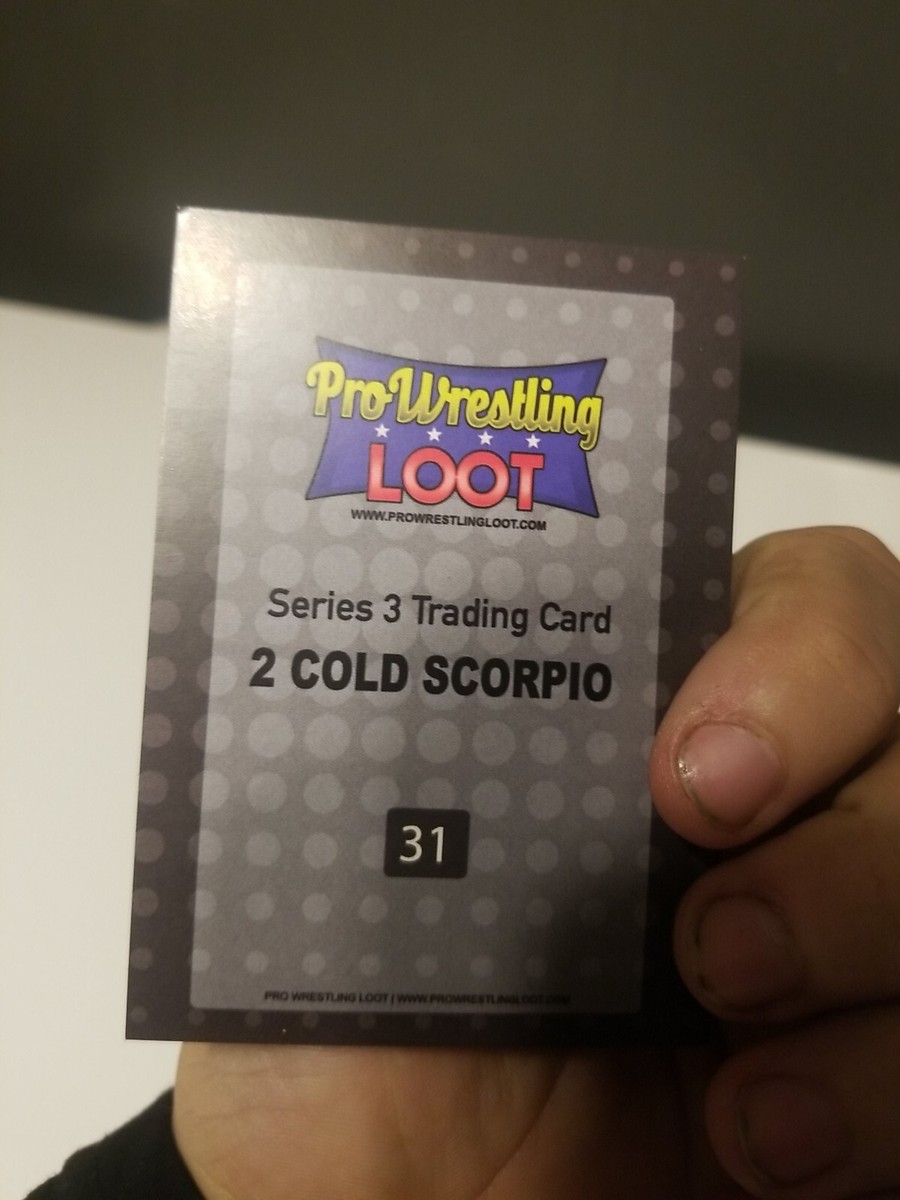 Pro Wrestling
LOOT
WWW.PROWRESTLINGLOOT.COM
Series 3 Trading Card
2 COLD SCORPIO
31
PRO WRESTLING LOOT | WWW.PROWRESTLINGLOOT.COM